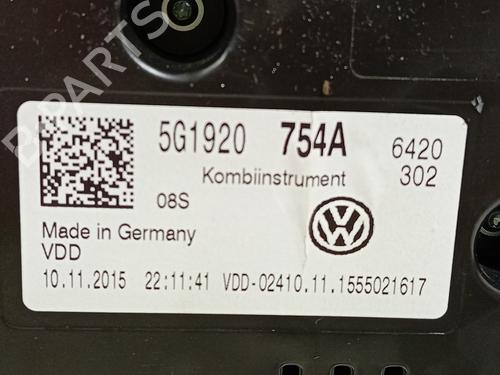 B-PARTS
5G1920 754A 6420
Kombiinstrument 302
08S
Made in Germany
VDD
10.11.2015 22:11:41 VDD-02410.11.1555021617